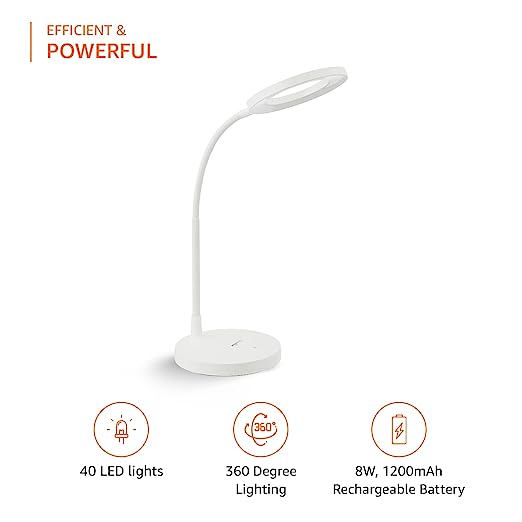 EFFICIENT &
POWERFUL
360°
40 LED lights
360 Degree
Lighting
8W, 1200mAh
Rechargeable Battery